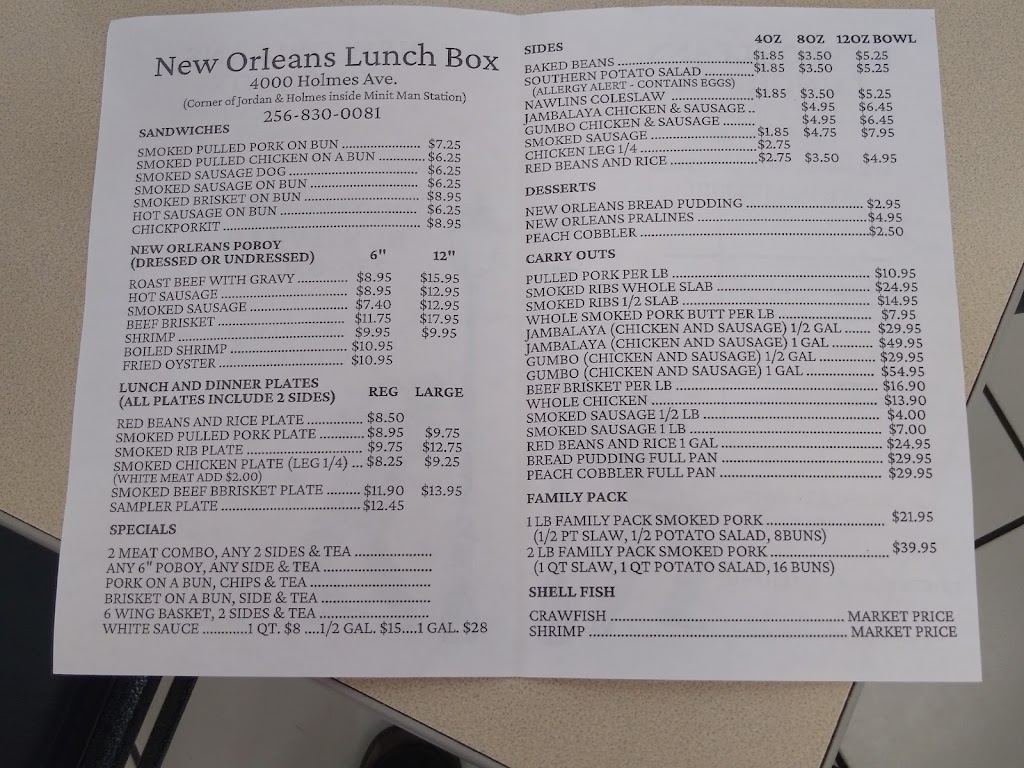 New Orleans Lunch Box
4000 Holmes Ave.
(Corner of Jordan & Holmes inside Minit Man Station)
256-830-0081
SANDWICHES
SMOKED PULLED PORK ON BUN ........................ $7.25
SMOKED PULLED CHICKEN ON A BUN ................ $6.25
SMOKED SAUSAGE DOG .................................. $6.25
SMOKED SAUSAGE ON BUN .............................. $6.25
SMOKED BRISKET ON BUN ............................... $8.95
HOT SAUSAGE ON BUN .................................... $6.25
CHICKPORKIT ................................................. $8.95
NEW ORLEANS POBOY
(DRESSED OR UNDRESSED) 6" 12"
ROAST BEEF WITH GRAVY ............. $8.95 $15.95
HOT SAUSAGE ............................... $8.95 $12.95
SMOKED SAUSAGE ........................ $7.40 $12.95
BEEF BRISKET ................................ $11.75 $17.95
SHRIMP ......................................... $9.95 $9.95
BOILED SHRIMP ............................ $10.95
FRIED OYSTER ............................... $10.95
LUNCH AND DINNER PLATES
(ALL PLATES INCLUDE 2 SIDES) REG LARGE
RED BEANS AND RICE PLATE .............. $8.50
SMOKED PULLED PORK PLATE ........... $8.95 $9.75
SMOKED RIB PLATE ............................. $9.75 $12.75
SMOKED CHICKEN PLATE (LEG 1/4) ... $8.25 $9.25
(WHITE MEAT ADD $2.00)
SMOKED BEEF BBRISKET PLATE ......... $11.90 $13.95
SAMPLER PLATE ................................... $12.45
SPECIALS
2 MEAT COMBO, ANY 2 SIDES & TEA .......................
ANY 6" POBOY, ANY SIDE & TEA ................................
PORK ON A BUN, CHIPS & TEA ....................................
BRISKET ON A BUN, SIDE & TEA ................................
6 WING BASKET, 2 SIDES & TEA .................................
WHITE SAUCE ............1 QT. $8 ....1/2 GAL. $15....1 GAL. $28
SIDES 4OZ 8OZ 12OZ BOWL
BAKED BEANS ....................................... $1.85 $3.50 $5.25
SOUTHERN POTATO SALAD .............. $1.85 $3.50 $5.25
(ALLERGY ALERT - CONTAINS EGGS)
NAWLINS COLESLAW ........................ $1.85 $3.50 $5.25
JAMBALAYA CHICKEN & SAUSAGE .. $4.95 $6.45
GUMBO CHICKEN & SAUSAGE ......... $4.95 $6.45
SMOKED SAUSAGE ............................... $1.85 $4.75 $7.95
CHICKEN LEG 1/4 ................................. $2.75
RED BEANS AND RICE ......................... $2.75 $3.50 $4.95
DESSERTS
NEW ORLEANS BREAD PUDDING ................................. $2.95
NEW ORLEANS PRALINES ............................................. $4.95
PEACH COBBLER ............................................................ $2.50
CARRY OUTS
PULLED PORK PER LB ..................................................... $10.95
SMOKED RIBS WHOLE SLAB ......................................... $24.95
SMOKED RIBS 1/2 SLAB .................................................. $14.95
WHOLE SMOKED PORK BUTT PER LB .......................... $7.95
JAMBALAYA (CHICKEN AND SAUSAGE) 1/2 GAL ...... $29.95
JAMBALAYA (CHICKEN AND SAUSAGE) 1 GAL .......... $49.95
GUMBO (CHICKEN AND SAUSAGE) 1/2 GAL ............... $29.95
GUMBO (CHICKEN AND SAUSAGE) 1 GAL ................... $54.95
BEEF BRISKET PER LB ..................................................... $16.90
WHOLE CHICKEN ............................................................ $13.90
SMOKED SAUSAGE 1/2 LB .............................................. $4.00
SMOKED SAUSAGE 1 LB .................................................. $7.00
RED BEANS AND RICE 1 GAL .......................................... $24.95
BREAD PUDDING FULL PAN .......................................... $29.95
PEACH COBBLER FULL PAN ........................................... $29.95
FAMILY PACK
1 LB FAMILY PACK SMOKED PORK ................................ $21.95
(1/2 PT SLAW, 1/2 POTATO SALAD, 8BUNS)
2 LB FAMILY PACK SMOKED PORK ............................... $39.95
(1 QT SLAW, 1 QT POTATO SALAD, 16 BUNS)
SHELL FISH
CRAWFISH .......................................................... MARKET PRICE
SHRIMP ............................................................... MARKET PRICE